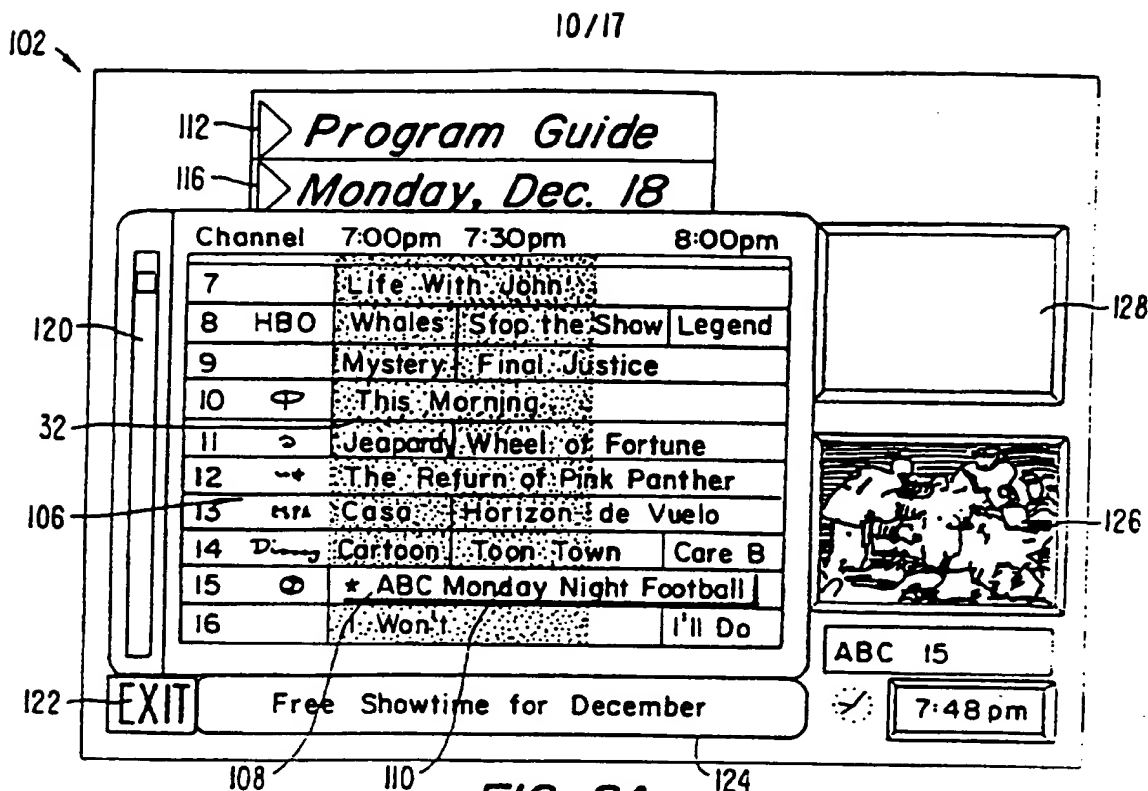 10/17
102
112
Program Guide
116
Monday, Dec. 18
Channel 7:00pm 7:30pm 8:00pm
7 Life With John
8 HBO Whales Stop the Show Legend
128
120
9 Mystery Final Justice
10 This Morning
32
11 Jeapardy Wheel of Fortune
12 The Return of Pink Panther
106
13 Casa Horizon de Vuelo
126
14 Disney Cartoon Toon Town Care B
15 * ABC Monday Night Football
16 I Won't I'll Do
ABC 15
122
EXIT
Free Showtime for December
7:48 pm
108
110
124